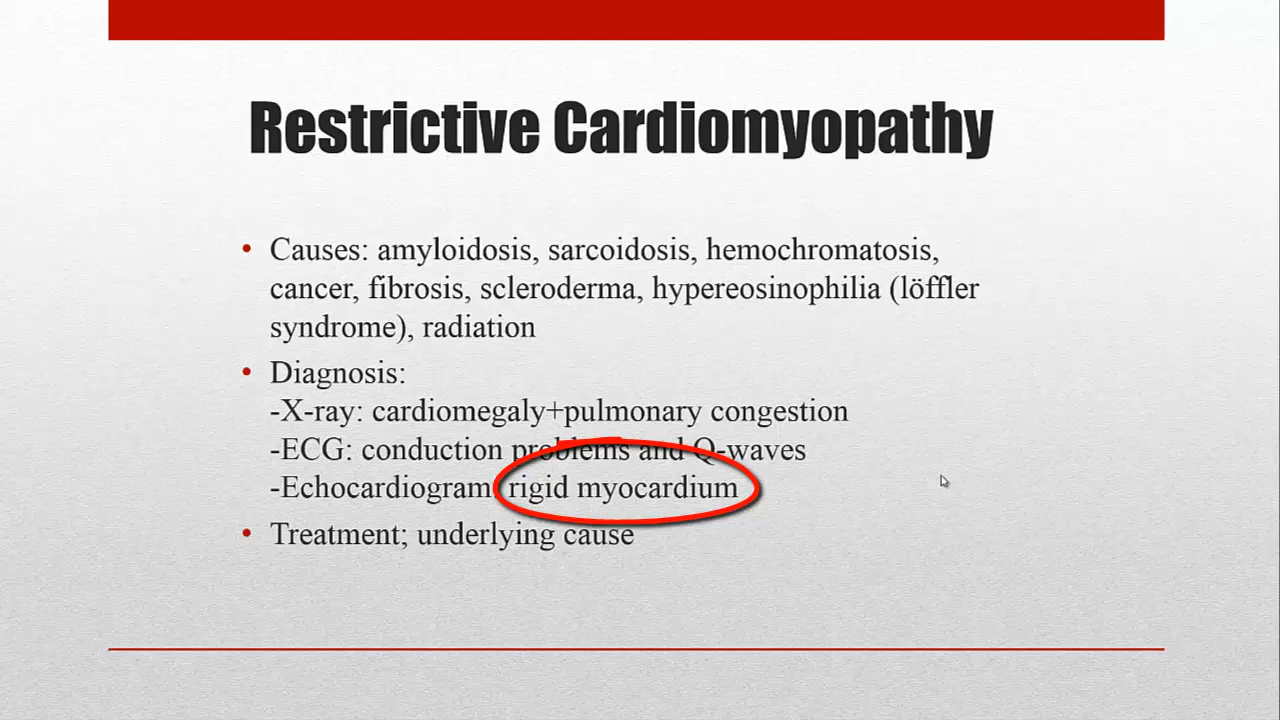 Restrictive Cardiomyopathy
• Causes: amyloidosis, sarcoidosis, hemochromatosis,
cancer, fibrosis, scleroderma, hypereosinophilia (löffler
syndrome), radiation
• Diagnosis:
-X-ray: cardiomegaly+pulmonary congestion
-ECG: conduction problems and Q-waves
-Echocardiogram: rigid myocardium
• Treatment; underlying cause